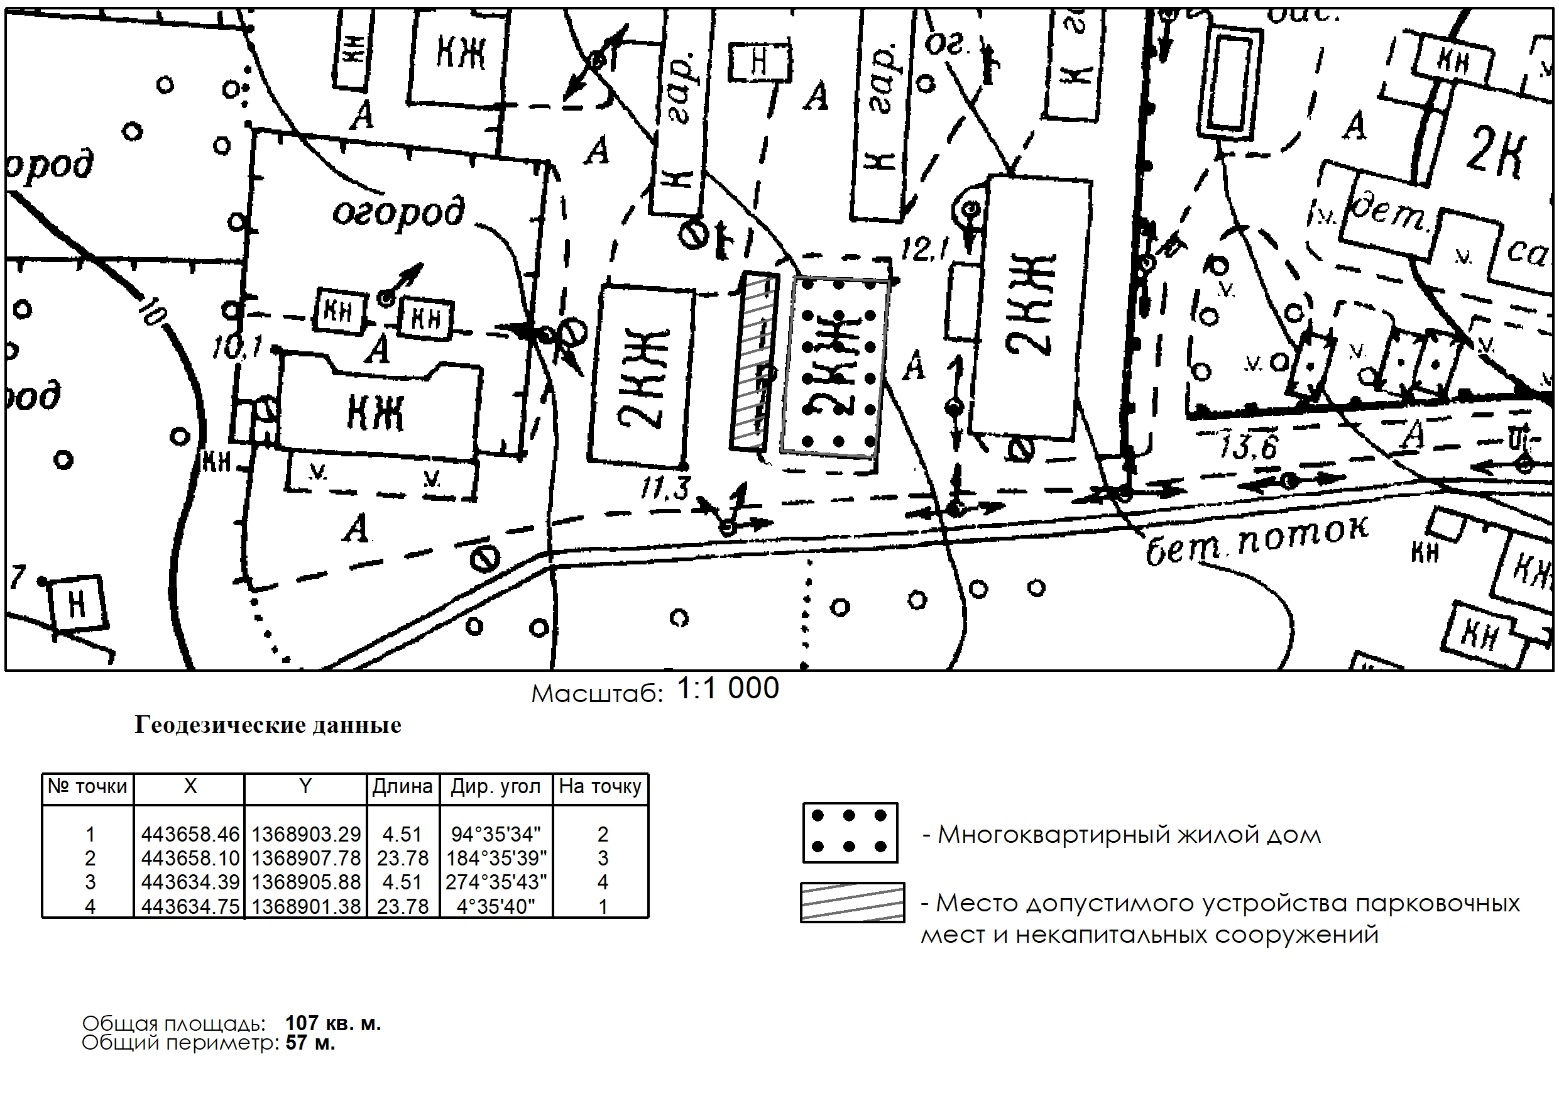 КН
КЖ
гар.
К
Н
А
гар.
К
ог.
К
КН
2К
А
А
А
А
ород
огород
дет.
са
v.
v.
12.1
2КЖ
10
КН
КН
А
10.1
КЖ
2КЖ
2КЖ
А
v.
v.
v.
v.
род
КН
v.
v.
11.3
13.6
А
А
7
Н
бет. лоток
КН
КН
Масштаб: 1:1 000
Геодезические данные
№ точки X Y Длина Дир. угол На точку
1 443658.46 1368903.29 4.51 94°35'34" 2
2 443658.10 1368907.78 23.78 184°35'39" 3
3 443634.39 1368905.88 4.51 274°35'43" 4
4 443634.75 1368901.38 23.78 4°35'40" 1
- Многоквартирный жилой дом
- Место допустимого устройства парковочных
мест и некапитальных сооружений
Общая площадь: 107 кв. м.
Общий периметр: 57 м.